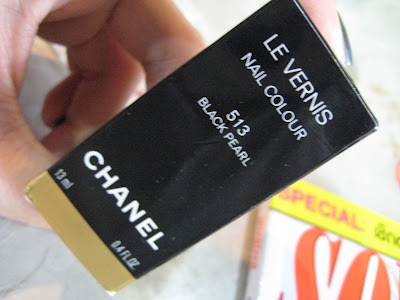 LE VERNIS
NAIL COLOUR
513
BLACK PEARL
CHANEL
13 ml
0.4 FL.OZ.
SPECIAL